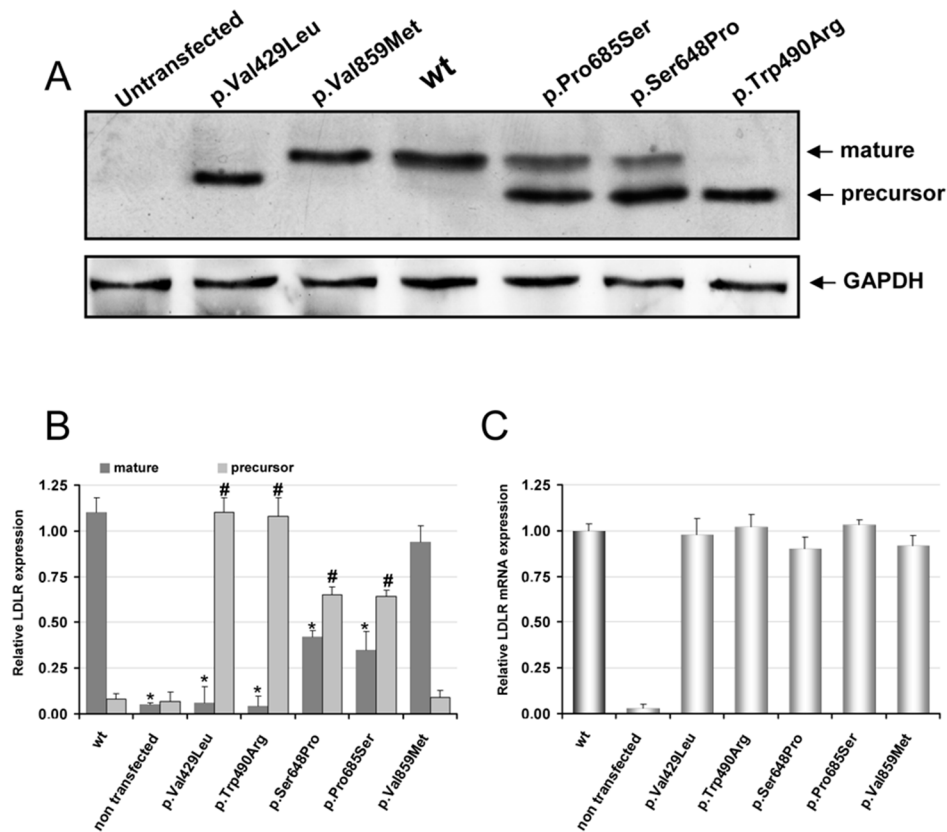 A
Untransfected p.Val429Leu p.Val859Met wt p.Pro685Ser p.Ser648Pro p.Trp490Arg
mature
precursor
GAPDH
B
mature precursor
Relative LDLR expression
1.25
1.00
0.75
0.50
0.25
0.00
# # # #
* * * * *
wt non transfected p.Val429Leu p.Trp490Arg p.Ser648Pro p.Pro685Ser p.Val859Met
C
Relative LDLR mRNA expression
1.25
1.00
0.75
0.50
0.25
0.00
wt non transfected p.Val429Leu p.Trp490Arg p.Ser648Pro p.Pro685Ser p.Val859Met